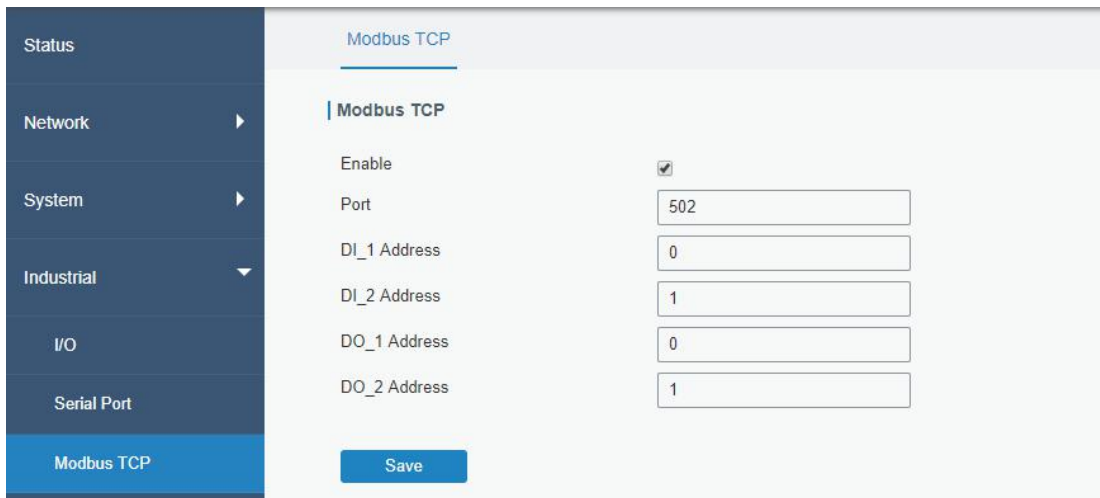 Status
Network
System
Industrial
I/O
Serial Port
Modbus TCP
Modbus TCP
Modbus TCP
Enable
Port 502
DI_1 Address 0
DI_2 Address 1
DO_1 Address 0
DO_2 Address 1
Save